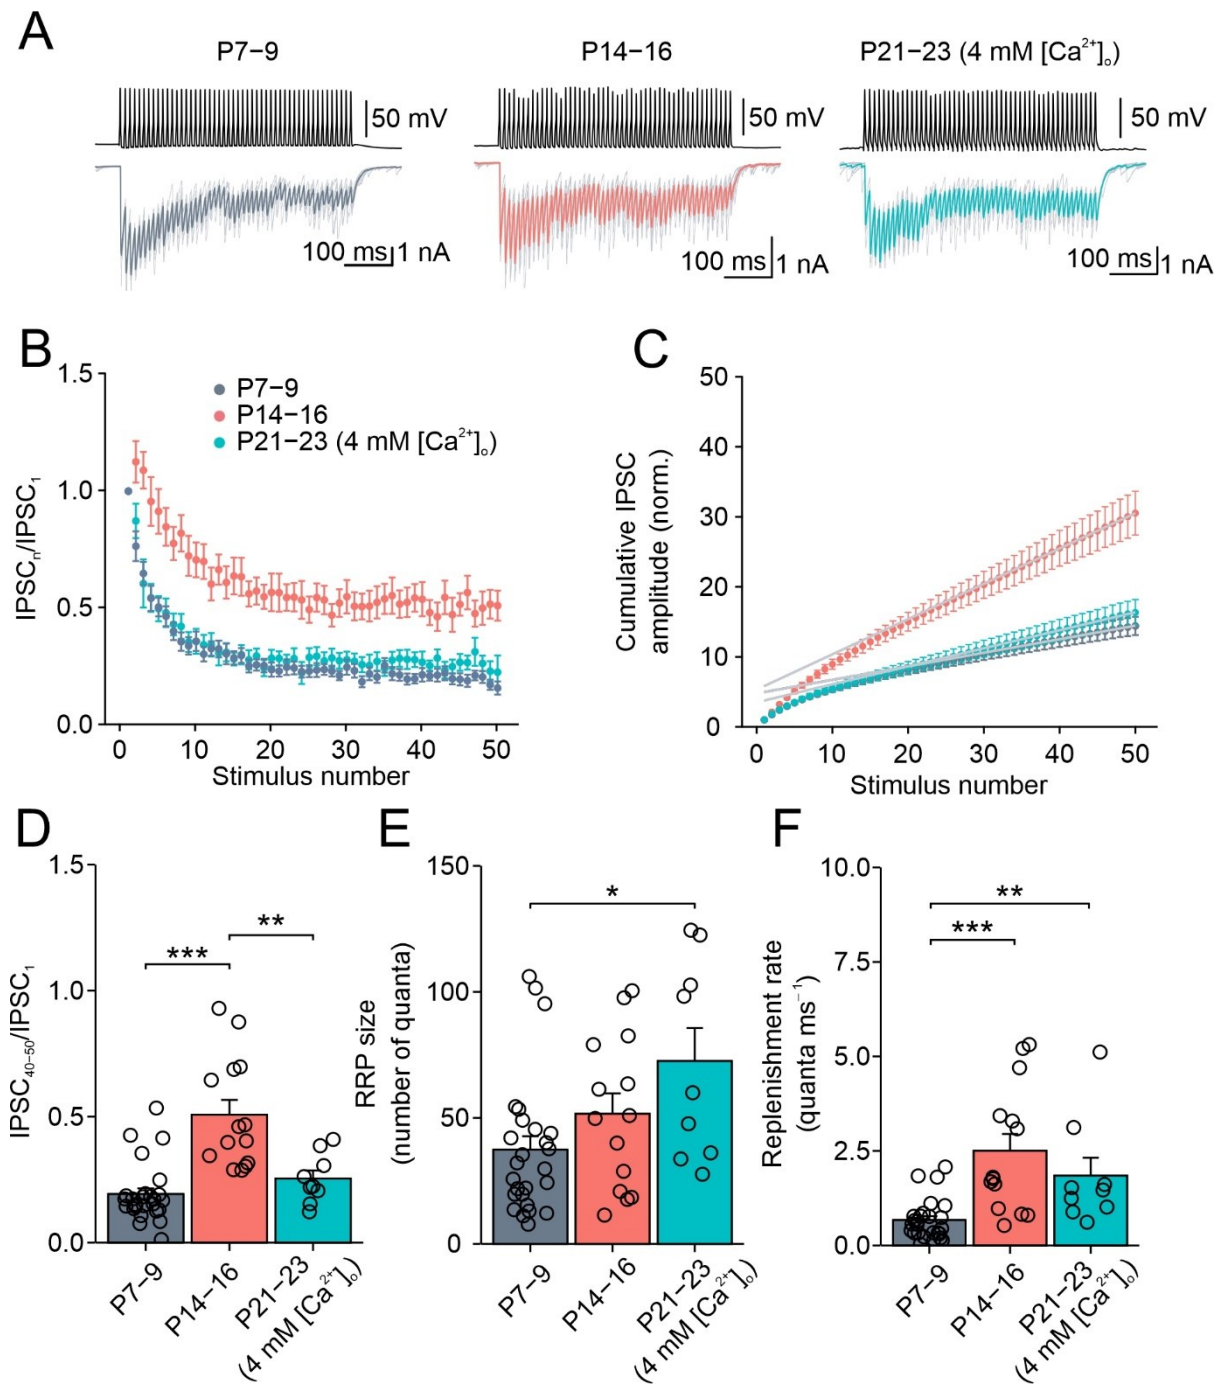 A
P7−9
P14−16
P21−23 (4 mM [Ca²⁺]ₒ)
50 mV
50 mV
50 mV
100 ms 1 nA
100 ms 1 nA
100 ms 1 nA
B
1.5
1.0
0.5
0.0
IPSCₙ/IPSC₁
P7−9
P14−16
P21−23 (4 mM [Ca²⁺]ₒ)
0 10 20 30 40 50
Stimulus number
C
50
40
30
20
10
0
Cumulative IPSC
amplitude (norm.)
0 10 20 30 40 50
Stimulus number
D
1.5
1.0
0.5
0.0
IPSC₄₀₋₅₀/IPSC₁
***
**
P7−9
P14−16
P21−23
(4 mM [Ca²⁺]ₒ)
E
150
100
50
0
RRP size
(number of quanta)
*
P7−9
P14−16
P21−23
(4 mM [Ca²⁺]ₒ)
F
10.0
7.5
5.0
2.5
0.0
Replenishment rate
(quanta ms⁻¹)
**
***
P7−9
P14−16
P21−23
(4 mM [Ca²⁺]ₒ)